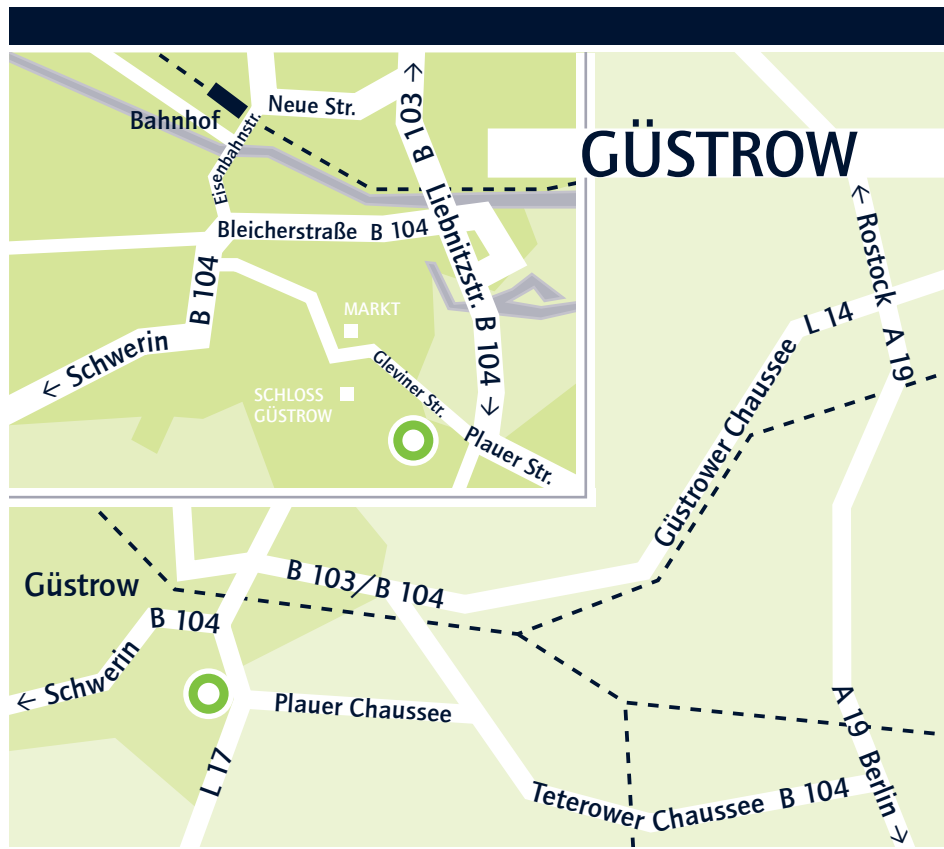 GÜSTROW
Bahnhof
Neue Str.
Eisenbahnstr.
B 103 →
Bleicherstraße B 104
Liebnitzstr. B 104 →
B 104
← Schwerin
MARKT
Gleviner Str.
SCHLOSS
GÜSTROW
Plauer Str.
← Rostock A 19
L 14
Güstrower Chaussee
Güstrow
B 103/B 104
B 104
← Schwerin
Plauer Chaussee
L 17
A 19 Berlin →
Teterower Chaussee B 104